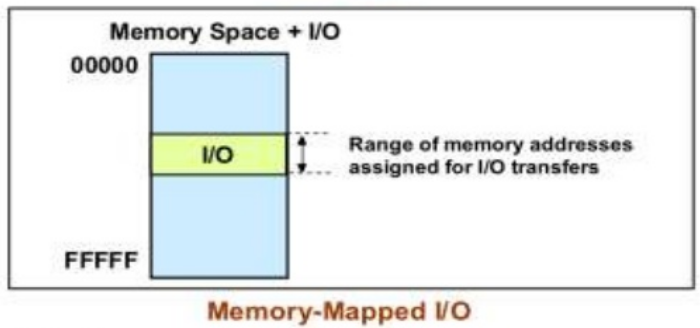 Memory Space + I/O
00000
I/O
Range of memory addresses
assigned for I/O transfers
FFFFF
Memory-Mapped I/O